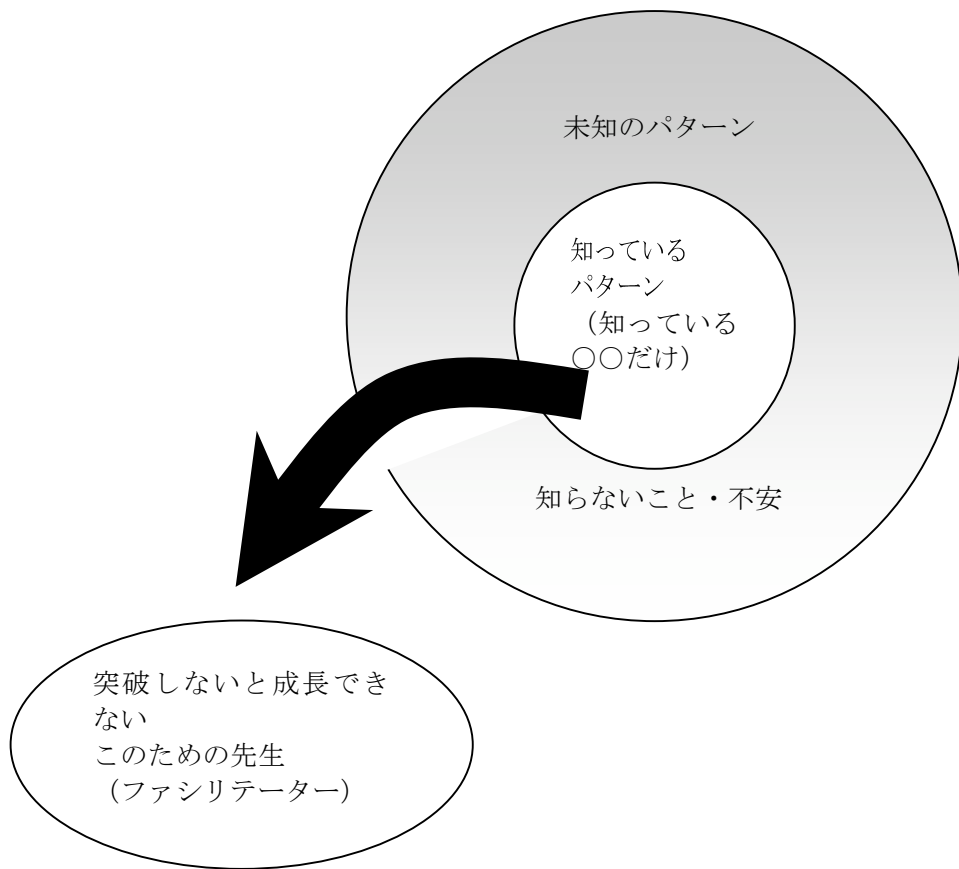 未知のパターン
知っている
パターン
（知っている
○○だけ）
知らないこと・不安
突破しないと成長でき
ない
このための先生
（ファシリテーター）